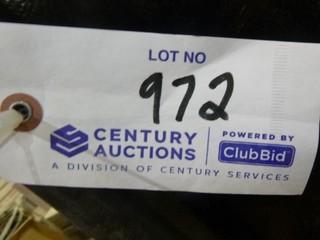 LOT NO
972
CENTURY AUCTIONS
POWERED BY
ClubBid
A DIVISION OF CENTURY SERVICES